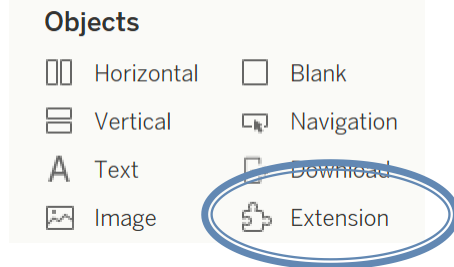 Objects
Horizontal Blank
Vertical Navigation
Text Download
Image Extension